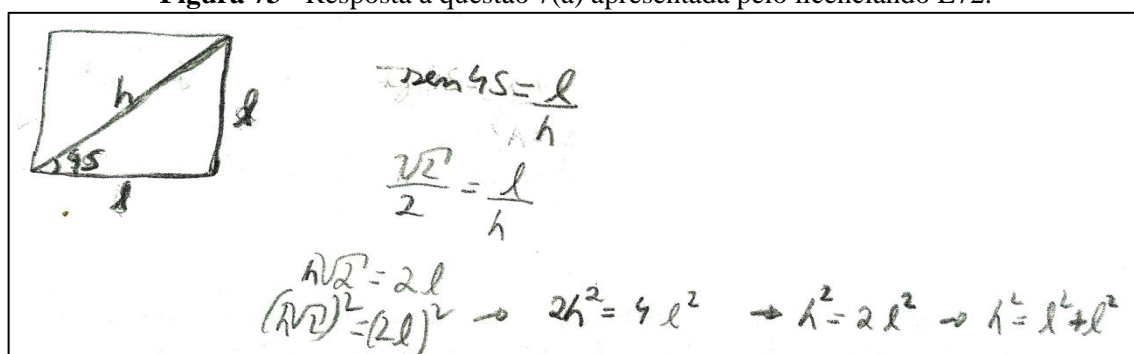 Figura 73 - Resposta à questão 7(a) apresentada pelo licenciando L72.
h
l
45
l
sen 45 = l/h
√2/2 = l/h
h√2 = 2l
(h√2)² = (2l)² → 2h² = 4l² → h² = 2l² → h² = l² + l²